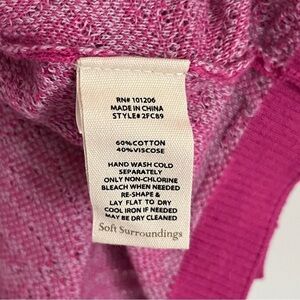 RN# 101206
MADE IN CHINA
STYLE# 2FC89
60%COTTON
40%VISCOSE
HAND WASH COLD
SEPARATELY
ONLY NON-CHLORINE
BLEACH WHEN NEEDED
RE-SHAPE &
LAY FLAT TO DRY
COOL IRON IF NEEDED
MAY BE DRY CLEANED
Soft Surroundings